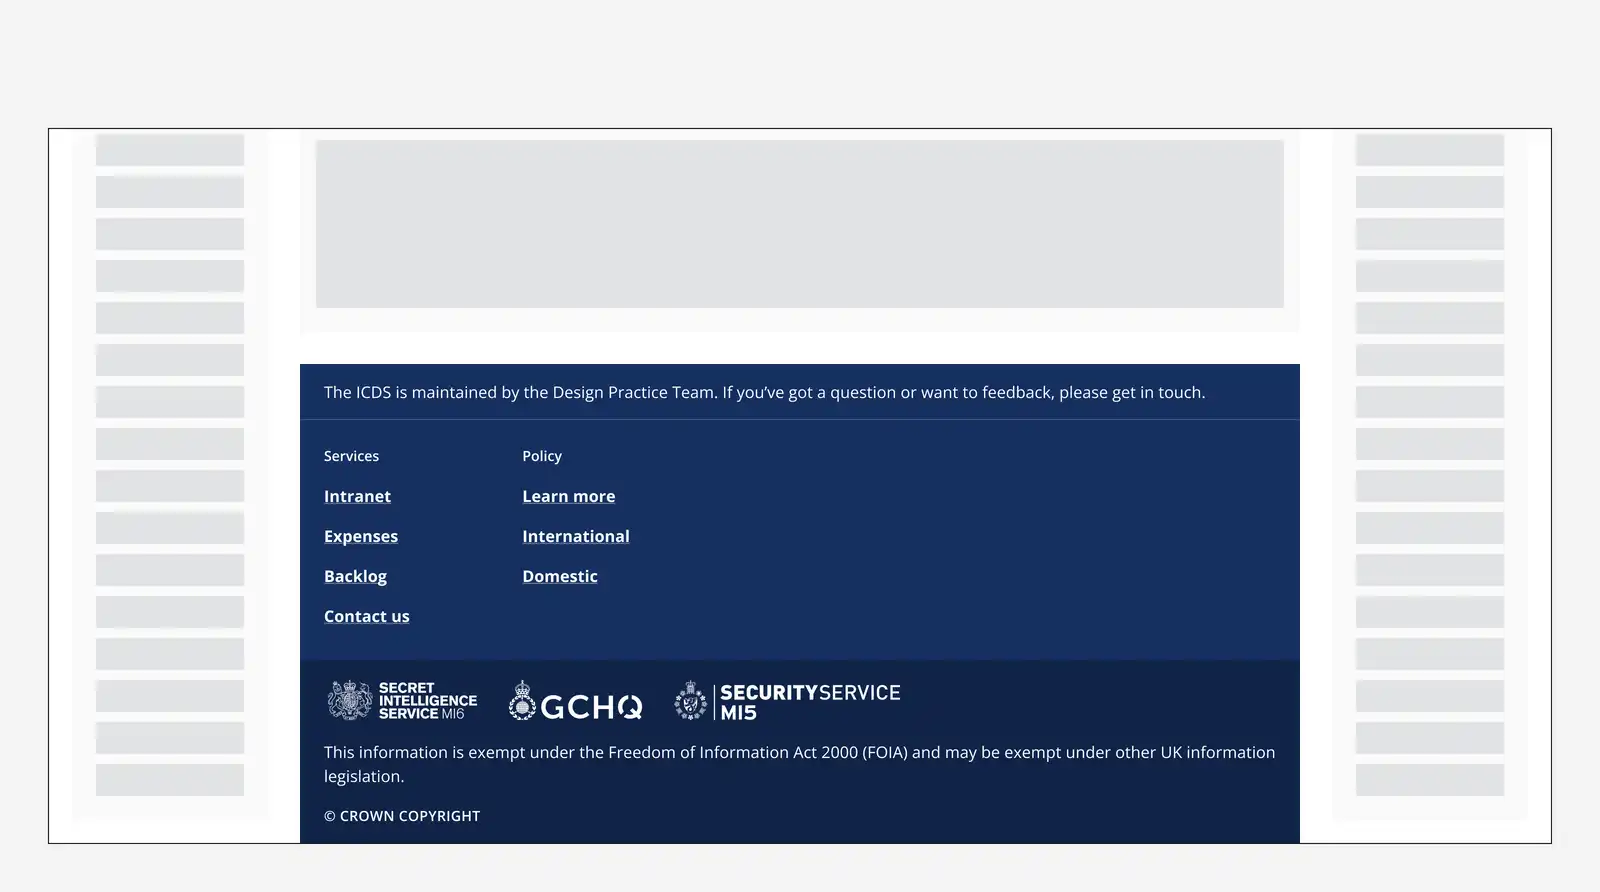 The ICDS is maintained by the Design Practice Team. If you’ve got a question or want to feedback, please get in touch.
Services
Intranet
Expenses
Backlog
Contact us
Policy
Learn more
International
Domestic
SECRET
INTELLIGENCE
SERVICE MI6
GCHQ
SECURITYSERVICE
MI5
This information is exempt under the Freedom of Information Act 2000 (FOIA) and may be exempt under other UK information
legislation.
© CROWN COPYRIGHT